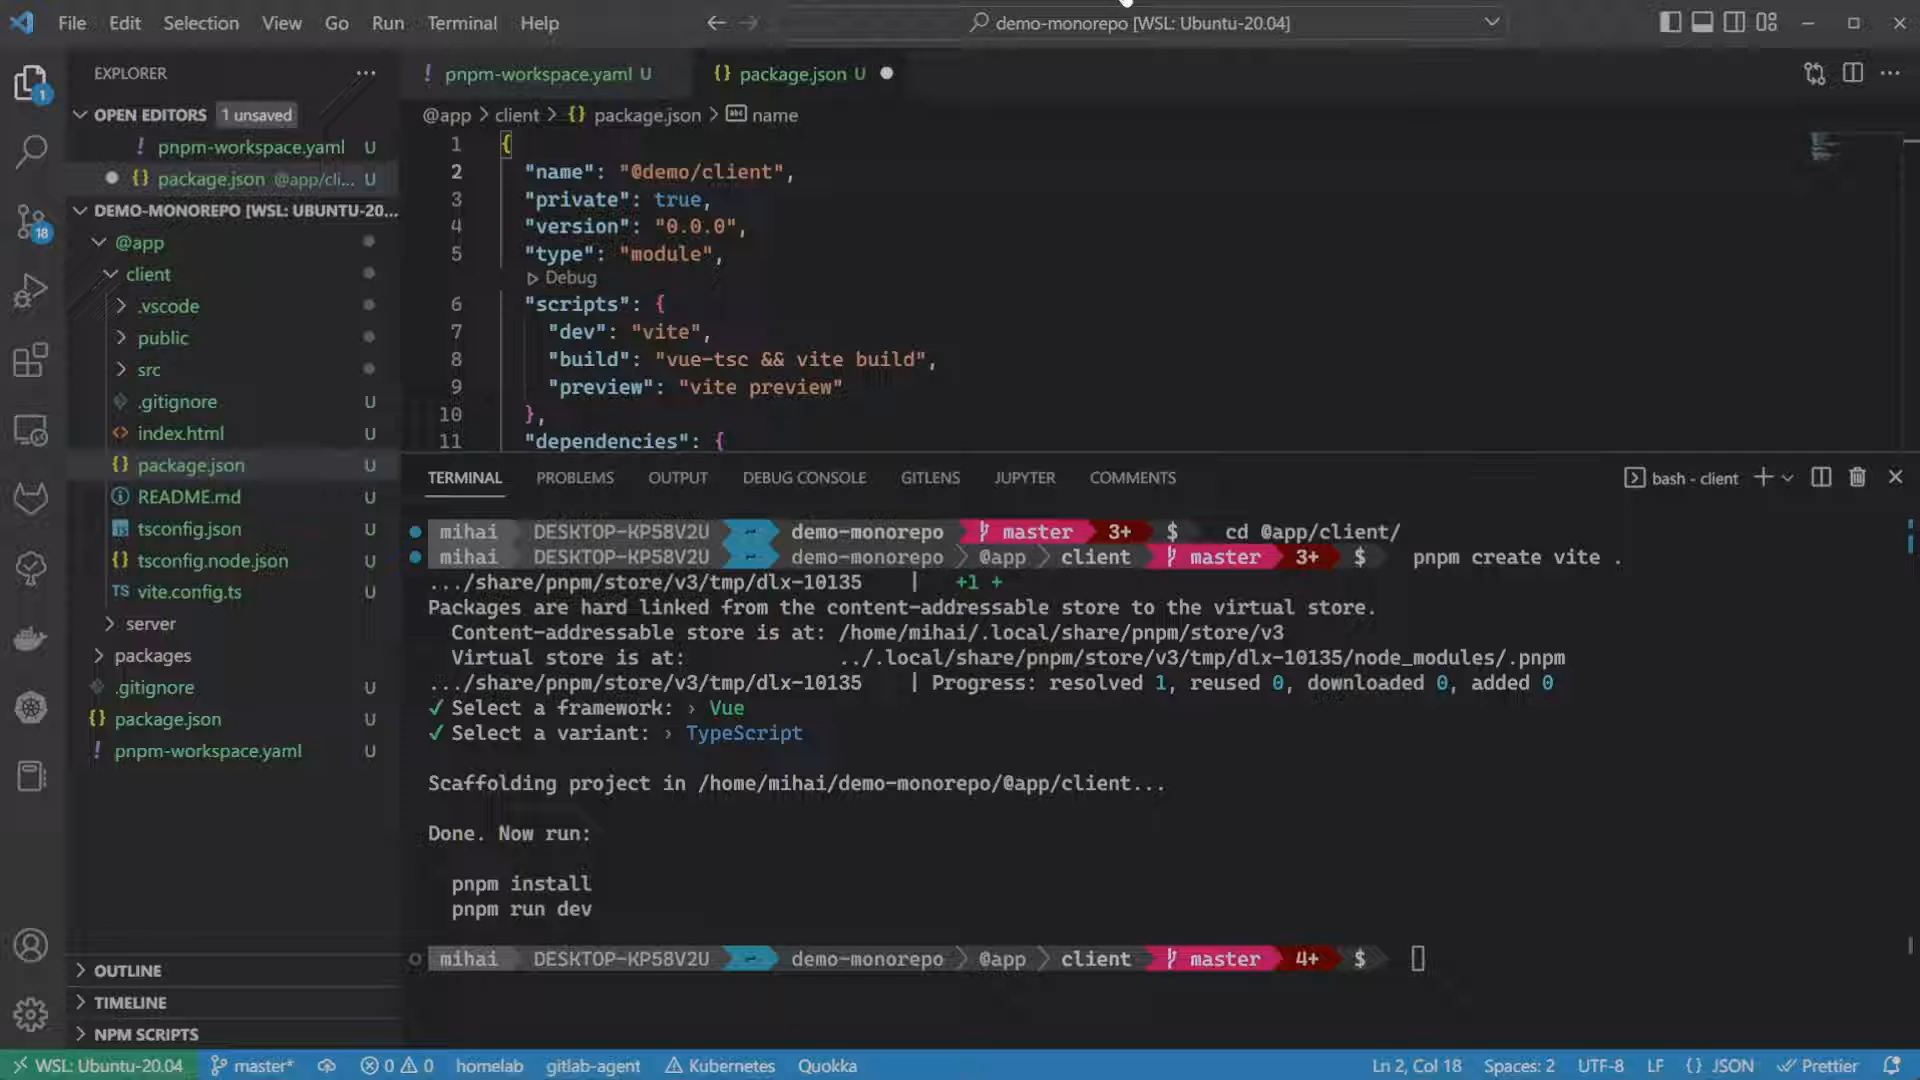 File Edit Selection View Go Run Terminal Help
demo-monorepo [WSL: Ubuntu-20.04]
EXPLORER
OPEN EDITORS 1 unsaved
! pnpm-workspace.yaml U
{} package.json @app/cli... U
DEMO-MONOREPO [WSL: UBUNTU-20...
@app
client
.vscode
public
src
.gitignore U
index.html U
{} package.json U
README.md U
tsconfig.json U
{} tsconfig.node.json U
TS vite.config.ts U
server
packages
.gitignore U
{} package.json U
! pnpm-workspace.yaml U
OUTLINE
TIMELINE
NPM SCRIPTS
1
18
! pnpm-workspace.yaml U {} package.json U
@app > client > {} package.json > abc name
1 {
2 "name": "@demo/client",
3 "private": true,
4 "version": "0.0.0",
5 "type": "module",
Debug
6 "scripts": {
7 "dev": "vite",
8 "build": "vue-tsc && vite build",
9 "preview": "vite preview"
10 },
11 "dependencies": {
TERMINAL PROBLEMS OUTPUT DEBUG CONSOLE GITLENS JUPYTER COMMENTS bash - client
mihai DESKTOP-KP58V2U ~ demo-monorepo master 3+ $ cd @app/client/
mihai DESKTOP-KP58V2U ~ demo-monorepo @app client master 3+ $ pnpm create vite .
.../share/pnpm/store/v3/tmp/dlx-10135 | +1 +
Packages are hard linked from the content-addressable store to the virtual store.
Content-addressable store is at: /home/mihai/.local/share/pnpm/store/v3
Virtual store is at: ../.local/share/pnpm/store/v3/tmp/dlx-10135/node_modules/.pnpm
.../share/pnpm/store/v3/tmp/dlx-10135 | Progress: resolved 1, reused 0, downloaded 0, added 0
✓ Select a framework: › Vue
✓ Select a variant: › TypeScript
Scaffolding project in /home/mihai/demo-monorepo/@app/client...
Done. Now run:
pnpm install
pnpm run dev
mihai DESKTOP-KP58V2U ~ demo-monorepo @app client master 4+ $
WSL: Ubuntu-20.04 master* 0 0 homelab gitlab-agent Kubernetes Quokka Ln 2, Col 18 Spaces: 2 UTF-8 LF {} JSON Prettier